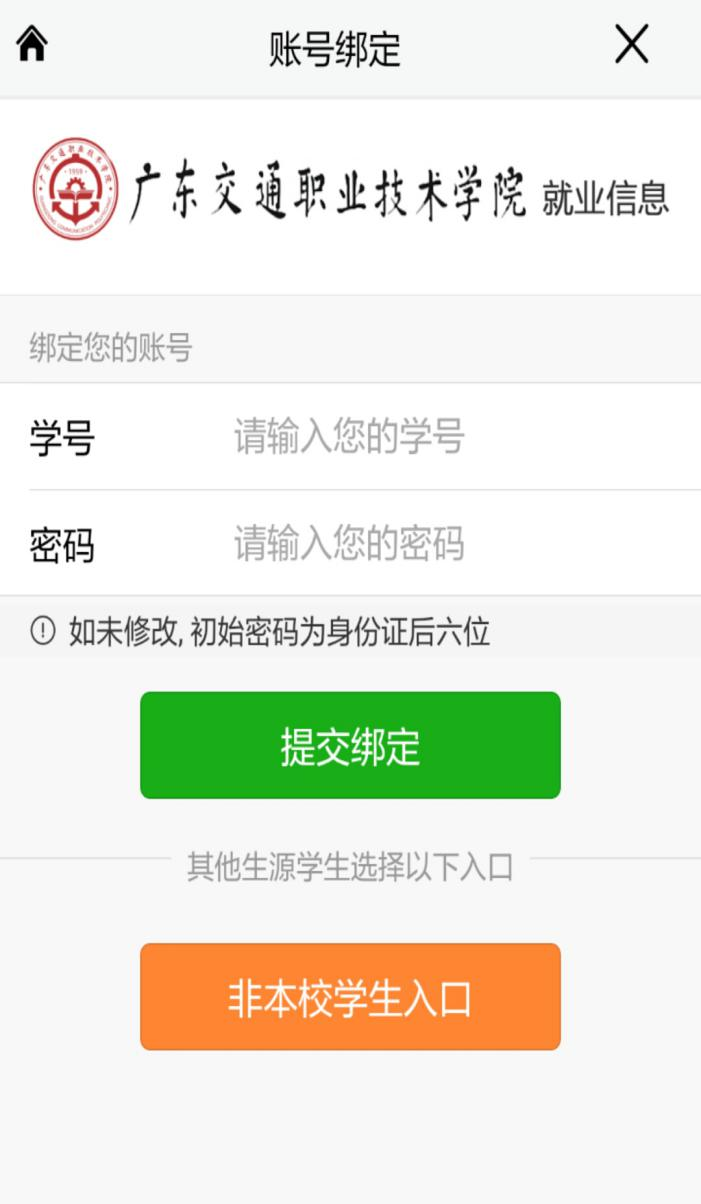 账号绑定
广东交通职业技术学院 就业信息
绑定您的账号
学号 请输入您的学号
密码 请输入您的密码
如未修改, 初始密码为身份证后六位
提交绑定
其他生源学生选择以下入口
非本校学生入口